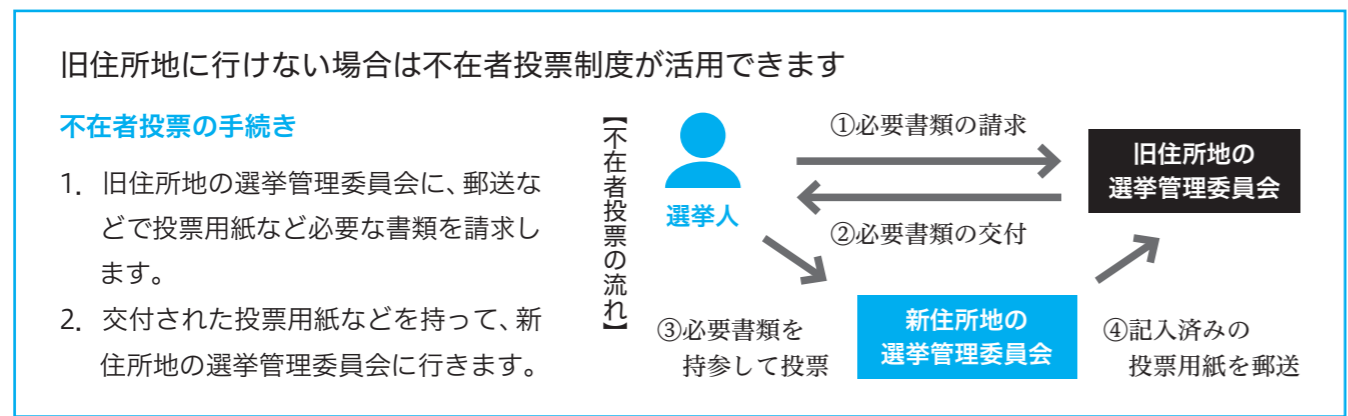 旧住所地に行けない場合は不在者投票制度が活用できます
不在者投票の手続き
1. 旧住所地の選挙管理委員会に、郵送な
どで投票用紙など必要な書類を請求し
ます。
2. 交付された投票用紙などを持って、新
住所地の選挙管理委員会に行きます。
【不在者投票の流れ】
選挙人
①必要書類の請求
②必要書類の交付
旧住所地の
選挙管理委員会
③必要書類を
持参して投票
新住所地の
選挙管理委員会
④記入済みの
投票用紙を郵送